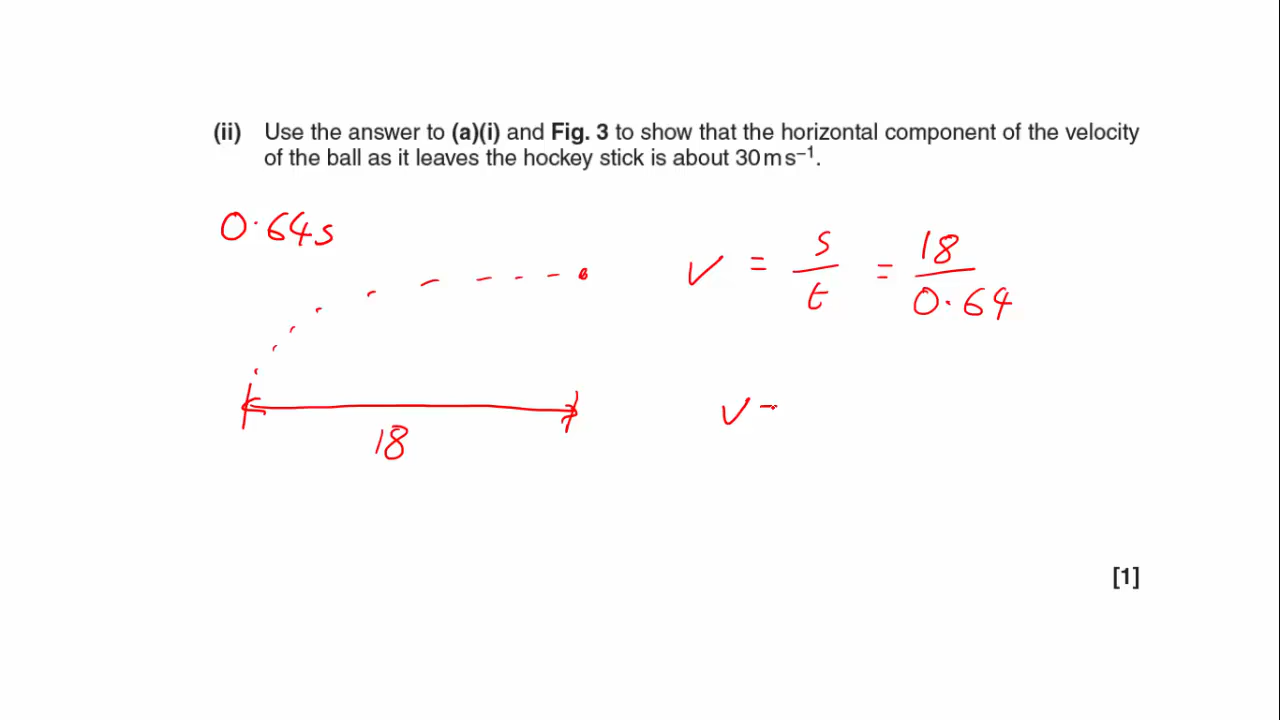 (ii) Use the answer to (a)(i) and Fig. 3 to show that the horizontal component of the velocity
of the ball as it leaves the hockey stick is about 30 m s⁻¹.
0.64s
v = s/t = 18/0.64
18
v =
[1]